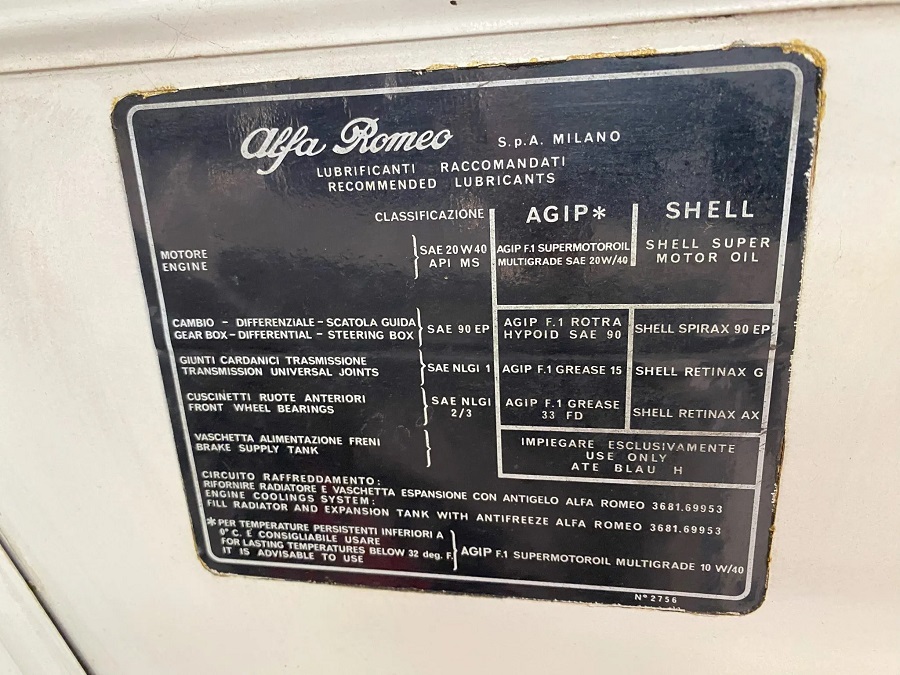 Alfa Romeo S.p.A. MILANO
LUBRIFICANTI RACCOMANDATI
RECOMMENDED LUBRICANTS
CLASSIFICAZIONE AGIP* SHELL
MOTORE
ENGINE
SAE 20 W 40
API MS
AGIP F.1 SUPERMOTOROIL
MULTIGRADE SAE 20W/40
SHELL SUPER
MOTOR OIL
CAMBIO - DIFFERENZIALE - SCATOLA GUIDA
GEAR BOX - DIFFERENTIAL - STEERING BOX
SAE 90 EP
AGIP F.1 ROTRA
HYPOID SAE 90
SHELL SPIRAX 90 EP
GIUNTI CARDANICI TRASMISSIONE
TRANSMISSION UNIVERSAL JOINTS
SAE NLGI 1
AGIP F.1 GREASE 15
SHELL RETINAX G
CUSCINETTI RUOTE ANTERIORI
FRONT WHEEL BEARINGS
SAE NLGI
2/3
AGIP F.1 GREASE
33 FD
SHELL RETINAX AX
VASCHETTA ALIMENTAZIONE FRENI
BRAKE SUPPLY TANK
IMPIEGARE ESCLUSIVAMENTE
USE ONLY
ATE BLAU H
CIRCUITO RAFFREDDAMENTO:
RIFORNIRE RADIATORE E VASCHETTA ESPANSIONE CON ANTIGELO ALFA ROMEO 3681.69953
ENGINE COOLINGS SYSTEM:
FILL RADIATOR AND EXPANSION TANK WITH ANTIFREEZE ALFA ROMEO 3681.69953
*PER TEMPERATURE PERSISTENTI INFERIORI A
0° C. É CONSIGLIABILE USARE
FOR LASTING TEMPERATURES BELOW 32 deg. F.
IT IS ADVISABLE TO USE
AGIP F.1 SUPERMOTOROIL MULTIGRADE 10 W/40
N° 2756